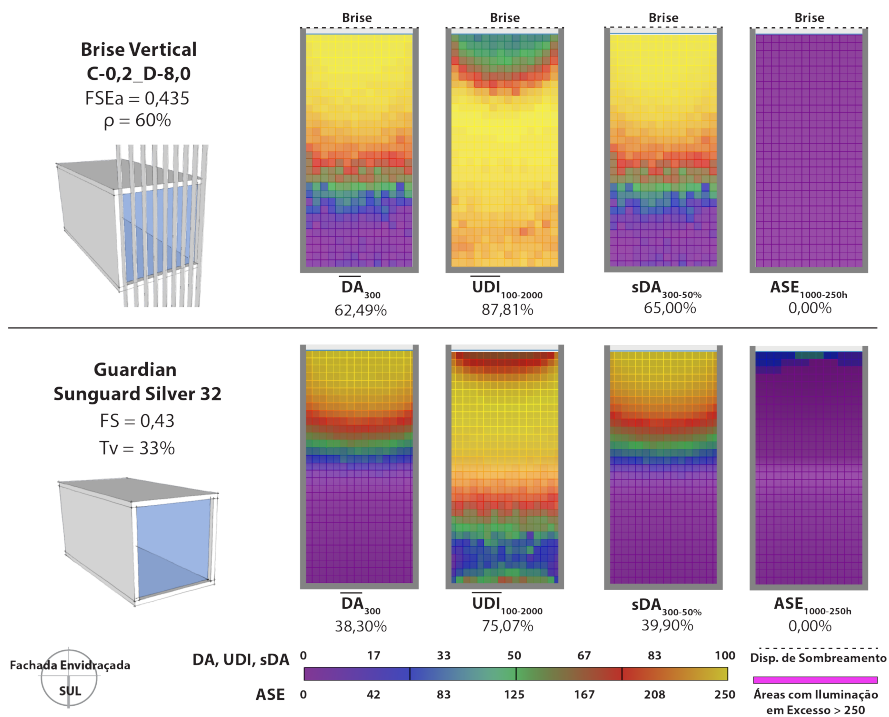 Brise Vertical
C-0,2_D-8,0
FSEa = 0,435
ρ = 60%
Brise Brise Brise Brise
DA300 UDI100-2000 sDA300-50% ASE1000-250h
62,49% 87,81% 65,00% 0,00%
Guardian
Sunguard Silver 32
FS = 0,43
Tv = 33%
DA300 UDI100-2000 sDA300-50% ASE1000-250h
38,30% 75,07% 39,90% 0,00%
Fachada Envidraçada
SUL
DA, UDI, sDA 0 17 33 50 67 83 100
ASE 0 42 83 125 167 208 250
Disp. de Sombreamento
Áreas com Iluminação
em Excesso > 250